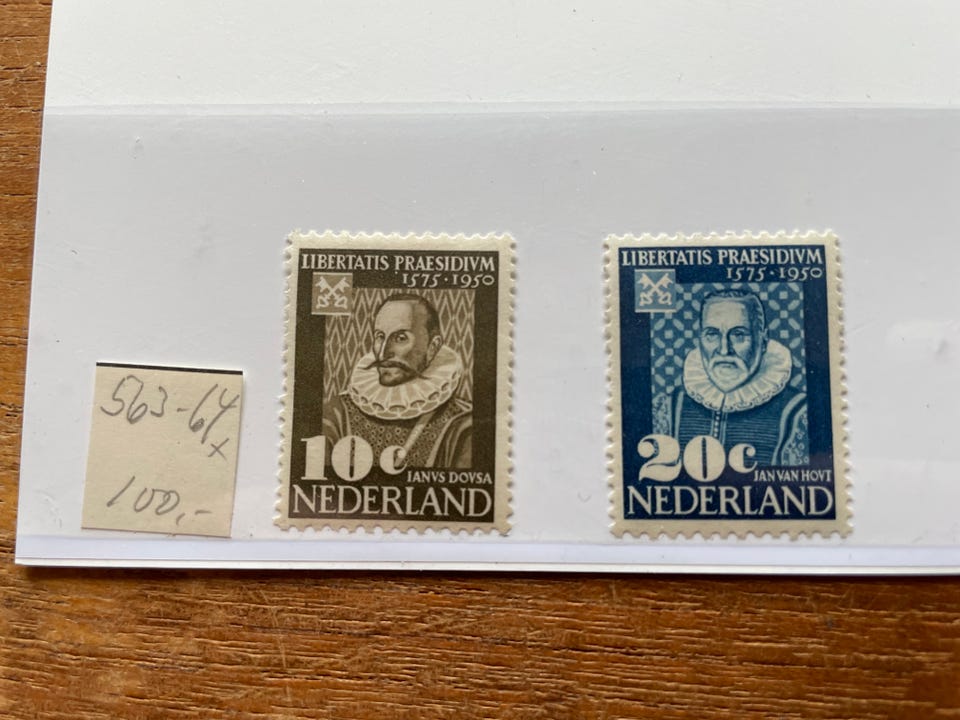 563-64
x
100,-
LIBERTATIS PRAESIDIVM
1575·1950
10c
IANVS DOVSA
NEDERLAND
LIBERTATIS PRAESIDIVM
1575·1950
20c
JAN VAN HOVT
NEDERLAND